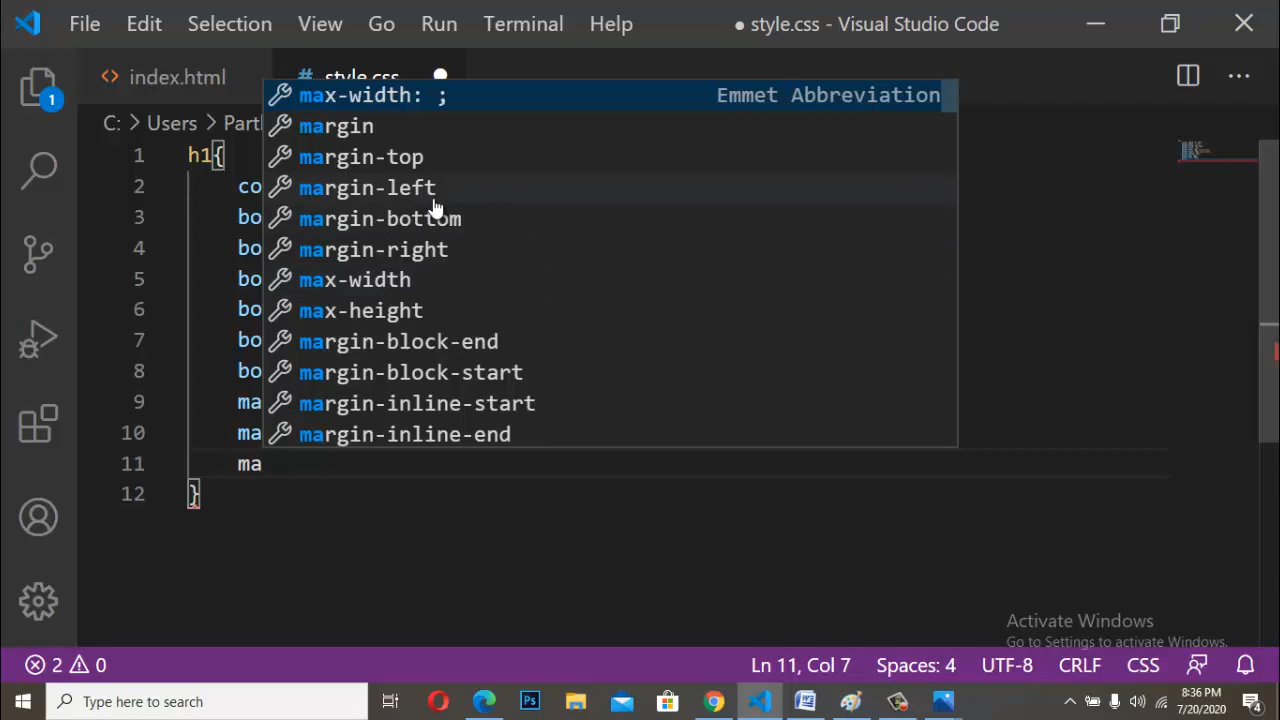 File Edit Selection View Go Run Terminal Help ● style.css - Visual Studio Code
<> index.html # style.css
1
C: > Users >
max-width: ; Emmet Abbreviation
margin
margin-top
margin-left
margin-bottom
margin-right
max-width
max-height
margin-block-end
margin-block-start
margin-inline-start
margin-inline-end
1 h1{
2 co
3 bo
4 bo
5 bo
6 bo
7 bo
8 bo
9 ma
10 ma
11 ma
12 }
Activate Windows
Go to Settings to activate Windows.
2 0 Ln 11, Col 7 Spaces: 4 UTF-8 CRLF CSS
Type here to search
Ps
8:36 PM
7/20/2020
4